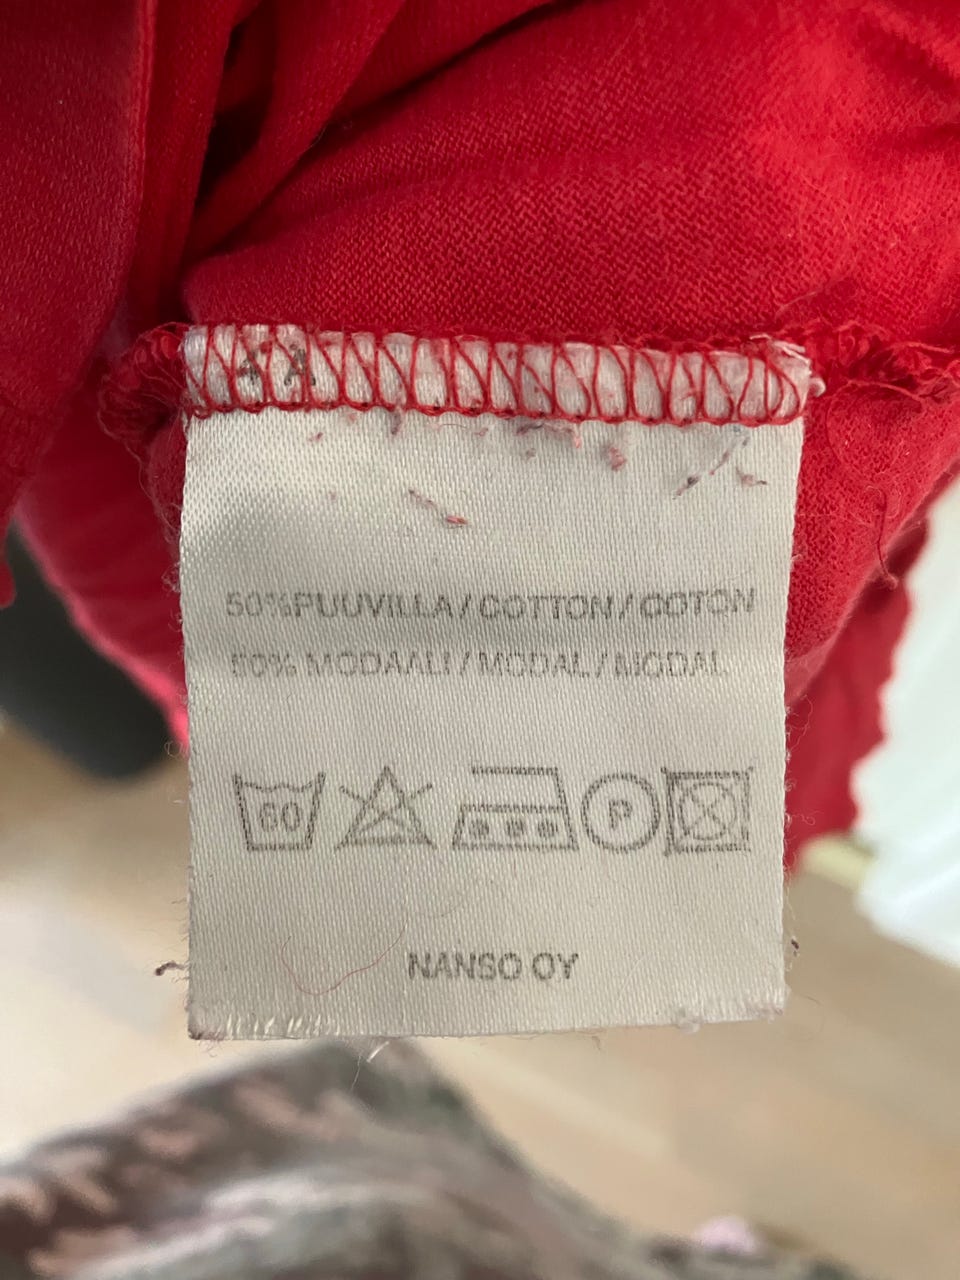 50% PUUVILLA / COTTON / COTON
50% MODAALI / MODAL / MODAL
60
P
NANSO OY